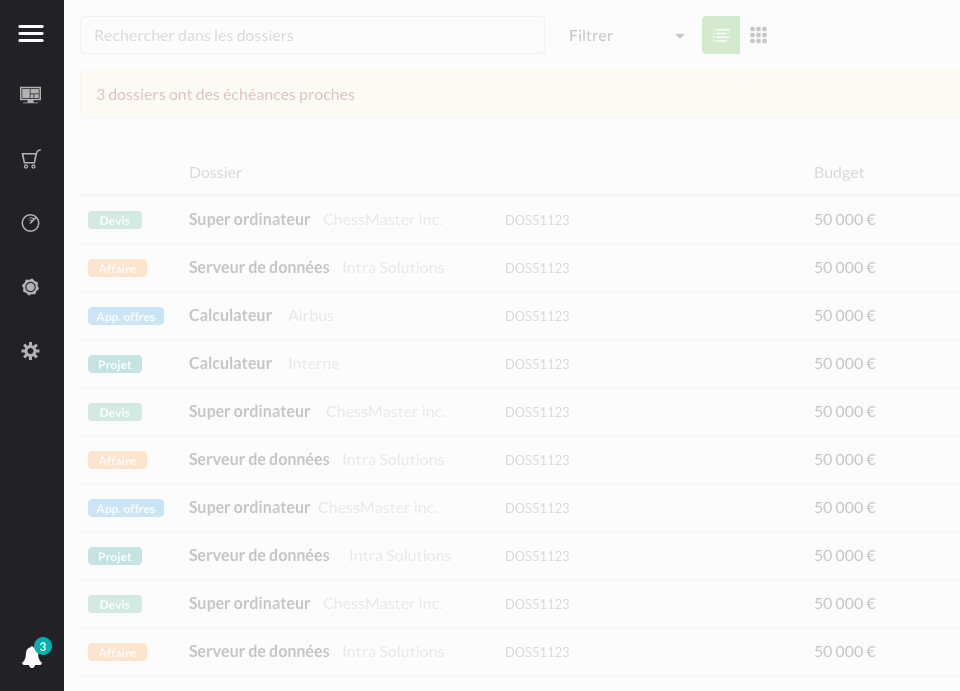 Rechercher dans les dossiers Filtrer
3 dossiers ont des échéances proches
Dossier Budget
Devis Super ordinateur ChessMaster inc. DOS51123 50 000 €
Affaire Serveur de données Intra Solutions DOS51123 50 000 €
App. offres Calculateur Airbus DOS51123 50 000 €
Projet Calculateur Interne DOS51123 50 000 €
Devis Super ordinateur ChessMaster inc. DOS51123 50 000 €
Affaire Serveur de données Intra Solutions DOS51123 50 000 €
App. offres Super ordinateur ChessMaster inc. DOS51123 50 000 €
Projet Serveur de données Intra Solutions DOS51123 50 000 €
Devis Super ordinateur ChessMaster inc. DOS51123 50 000 €
Affaire Serveur de données Intra Solutions DOS51123 50 000 €
3